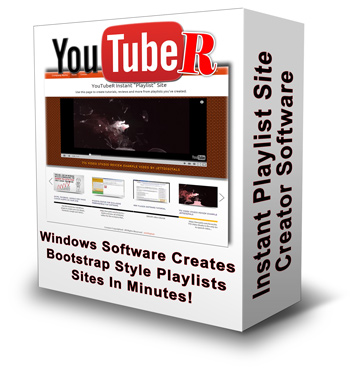 YouTubeR
YouTubeR Instant "Playlist" Site
YouTube
Windows Software Creates
Bootstrap Style Playlists
Sites In Minutes!
Instant Playlist Site
Creator Software